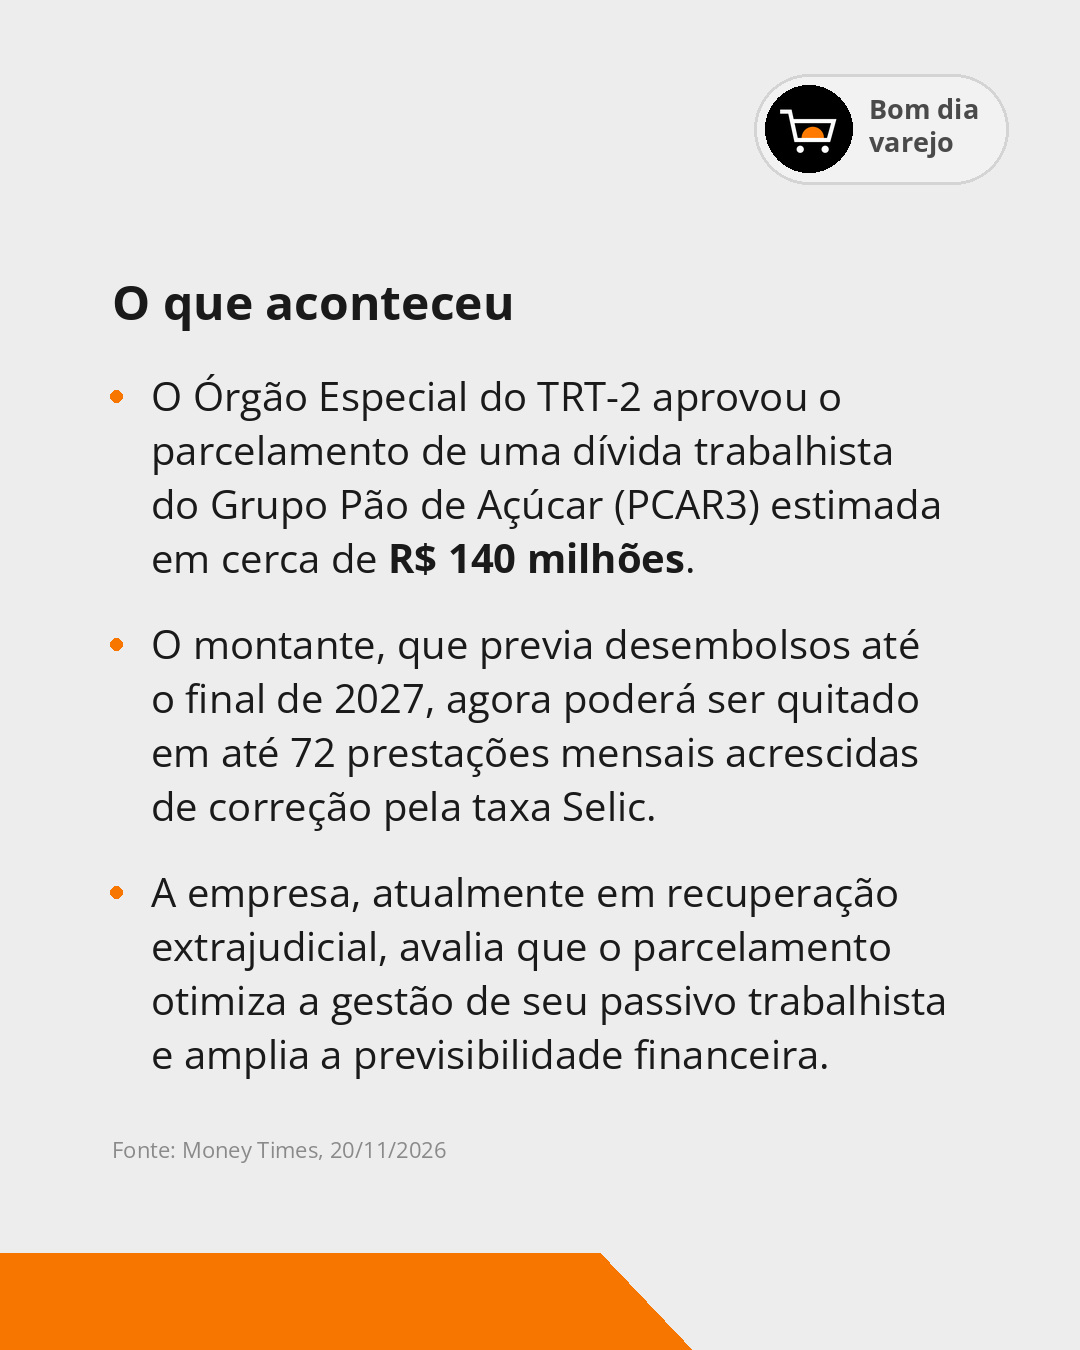 Bom dia
varejo
O que aconteceu
• O Órgão Especial do TRT-2 aprovou o
parcelamento de uma dívida trabalhista
do Grupo Pão de Açúcar (PCAR3) estimada
em cerca de R$ 140 milhões.
• O montante, que previa desembolsos até
o final de 2027, agora poderá ser quitado
em até 72 prestações mensais acrescidas
de correção pela taxa Selic.
• A empresa, atualmente em recuperação
extrajudicial, avalia que o parcelamento
otimiza a gestão de seu passivo trabalhista
e amplia a previsibilidade financeira.
Fonte: Money Times, 20/11/2026